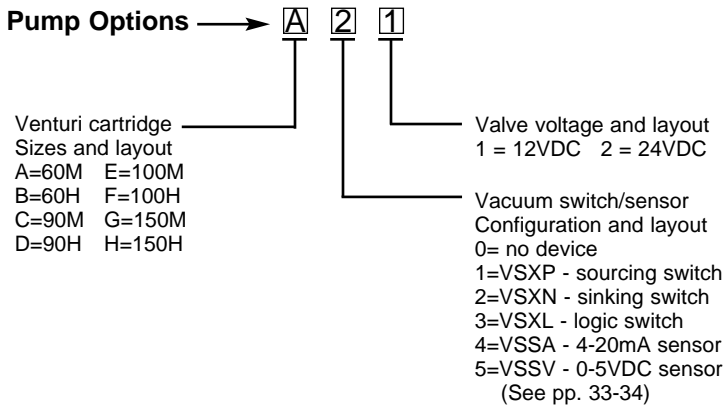 Pump Options A 2 1
Venturi cartridge
Sizes and layout
A=60M E=100M
B=60H F=100H
C=90M G=150M
D=90H H=150H
Valve voltage and layout
1 = 12VDC 2 = 24VDC
Vacuum switch/sensor
Configuration and layout
0= no device
1=VSXP - sourcing switch
2=VSXN - sinking switch
3=VSXL - logic switch
4=VSSA - 4-20mA sensor
5=VSSV - 0-5VDC sensor
(See pp. 33-34)